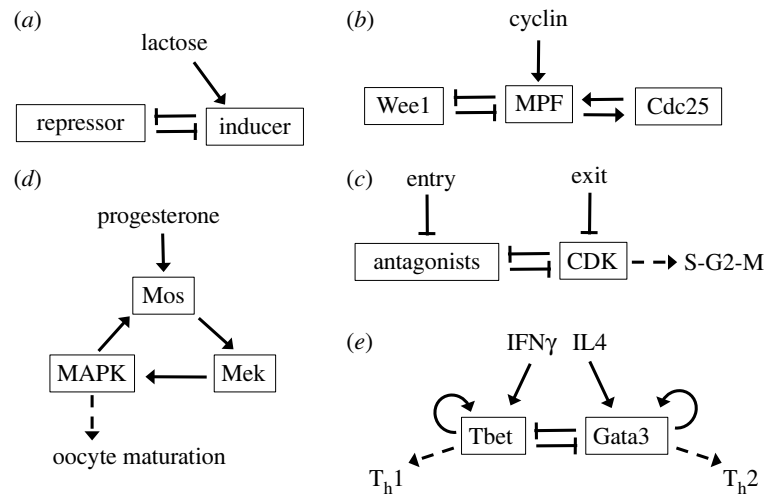 (a)
lactose
repressor
inducer
(b)
cyclin
Wee1
MPF
Cdc25
(d)
progesterone
Mos
MAPK
Mek
oocyte maturation
(c)
entry
exit
antagonists
CDK
S-G2-M
(e)
IFNγ IL4
Tbet
Gata3
Th1
Th2